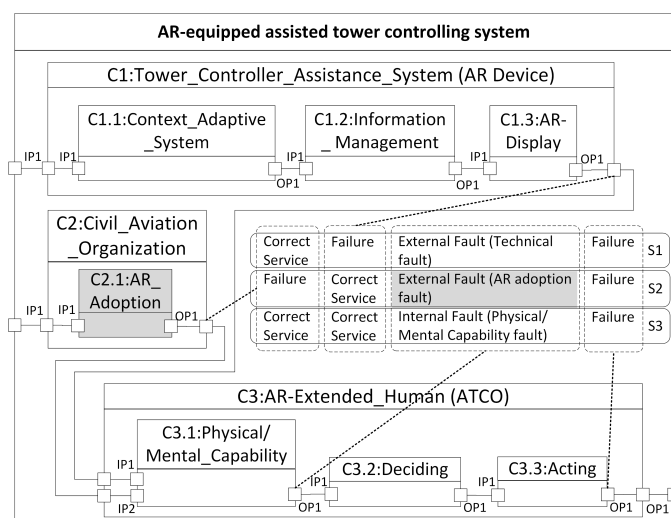 AR-equipped assisted tower controlling system
C1:Tower_Controller_Assistance_System (AR Device)
C1.1:Context_Adaptive
_System
C1.2:Information
_ Management
C1.3:AR-
Display
IP1
IP1
OP1
IP1
OP1
IP1
OP1
C2:Civil_Aviation
_Organization
C2.1:AR_
Adoption
IP1
IP1
OP1
Correct
Service
Failure
External Fault (Technical
fault)
Failure
S1
Failure
Correct
Service
External Fault (AR adoption
fault)
Failure
S2
Correct
Service
Correct
Service
Internal Fault (Physical/
Mental Capability fault)
Failure
S3
C3:AR-Extended_Human (ATCO)
C3.1:Physical/
Mental_Capability
IP1
IP2
OP1
IP1
C3.2:Deciding
OP1
IP1
C3.3:Acting
OP1
OP1